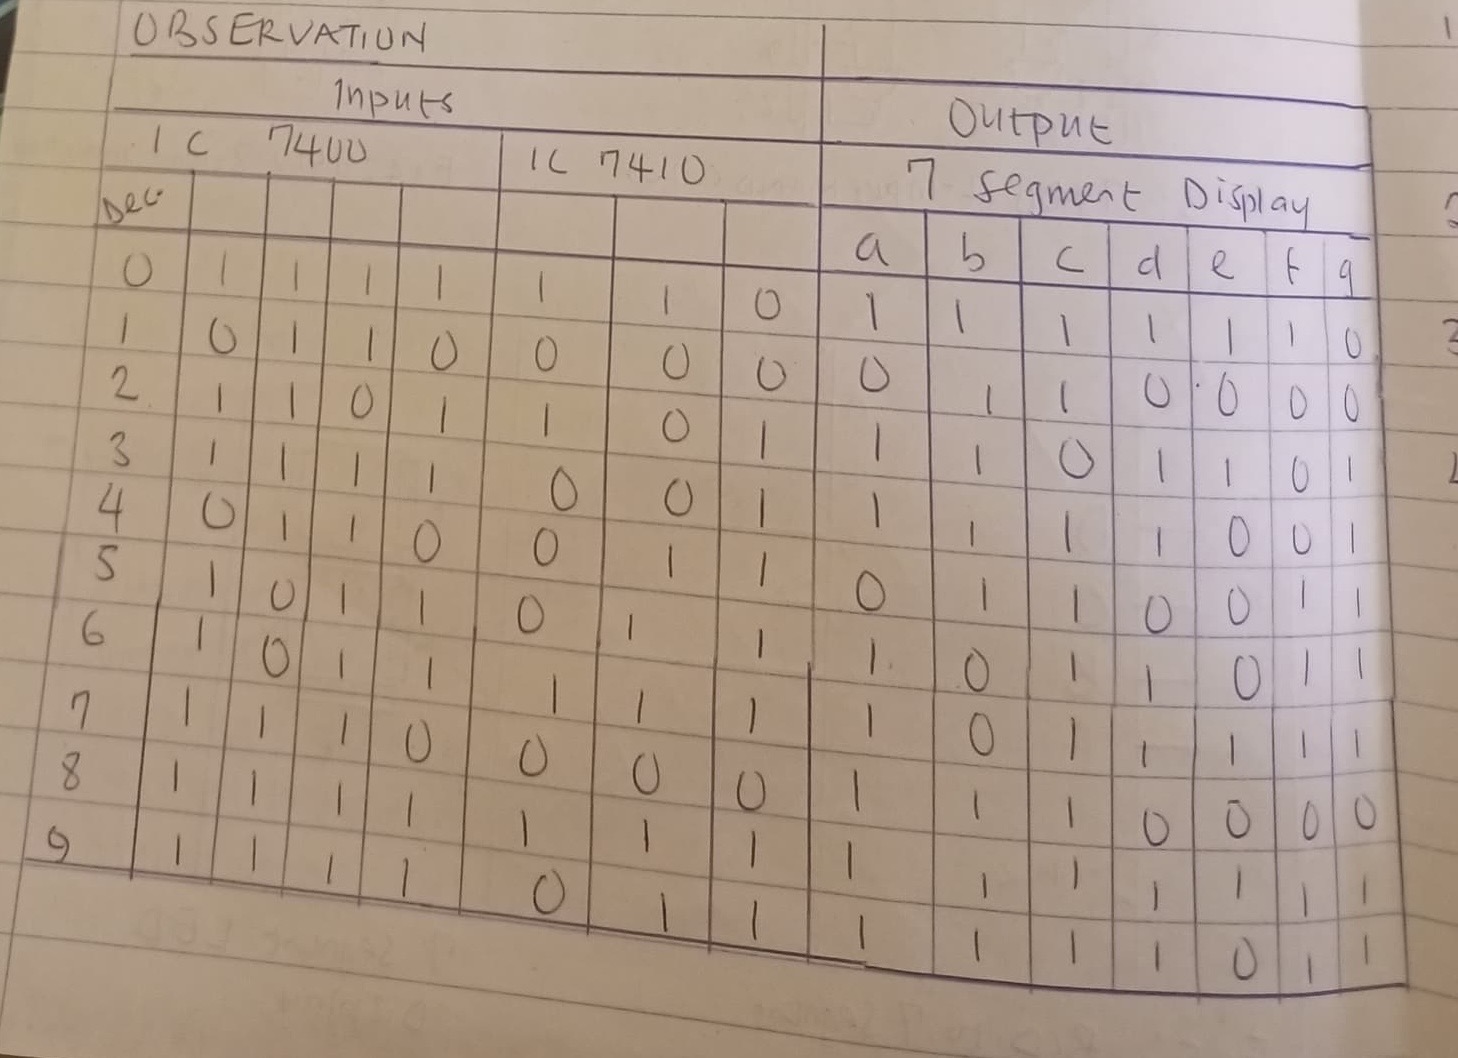 OBSERVATION
Inputs Output
IC 7400 IC 7410 7 Segment Display
Dec a b c d e f g
0 1 1 1 1 1 1 0 1 1 1 1 1 1 0
1 0 1 1 0 0 0 0 0 1 1 0 0 0 0
2 1 1 0 1 1 0 1 1 1 0 1 1 0 1
3 1 1 1 1 0 0 1 1 1 1 1 0 0 1
4 0 1 1 0 0 1 1 0 1 1 0 0 1 1
5 1 0 1 1 0 1 1 1 0 1 1 0 1 1
6 1 0 1 1 1 1 1 1 0 1 1 1 1 1
7 1 1 1 0 0 0 0 1 1 1 0 0 0 0
8 1 1 1 1 1 1 1 1 1 1 1 1 1 1
9 1 1 1 1 0 1 1 1 1 1 1 0 1 1